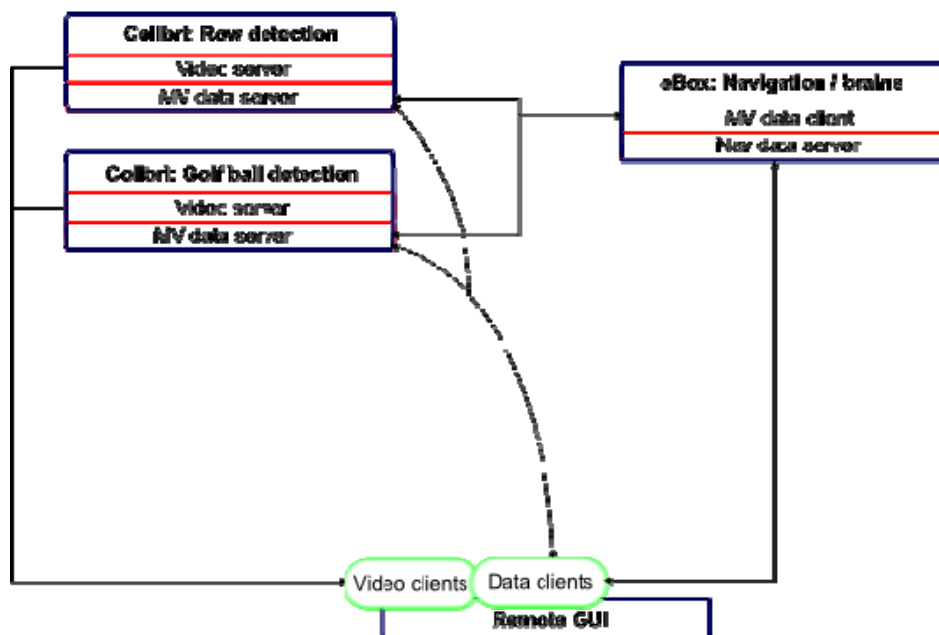 Colibri: Row detection
Video server
MV data server
eBox: Navigation / brains
MV data client
Nav data server
Colibri: Golf ball detection
Video server
MV data server
Video clients
Data clients
Remote GUI